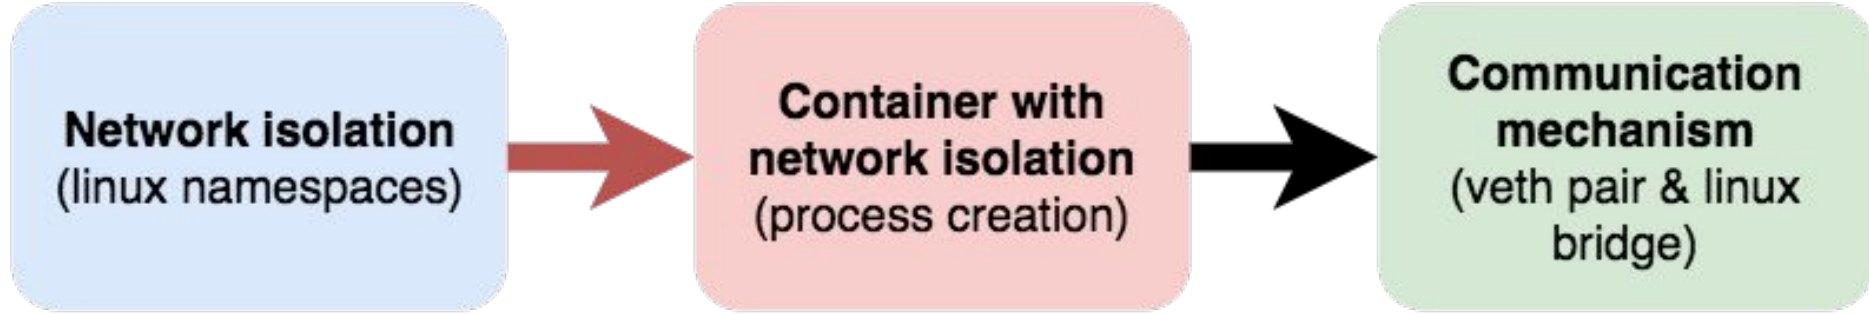 Network isolation
(linux namespaces)
Container with
network isolation
(process creation)
Communication
mechanism
(veth pair & linux
bridge)